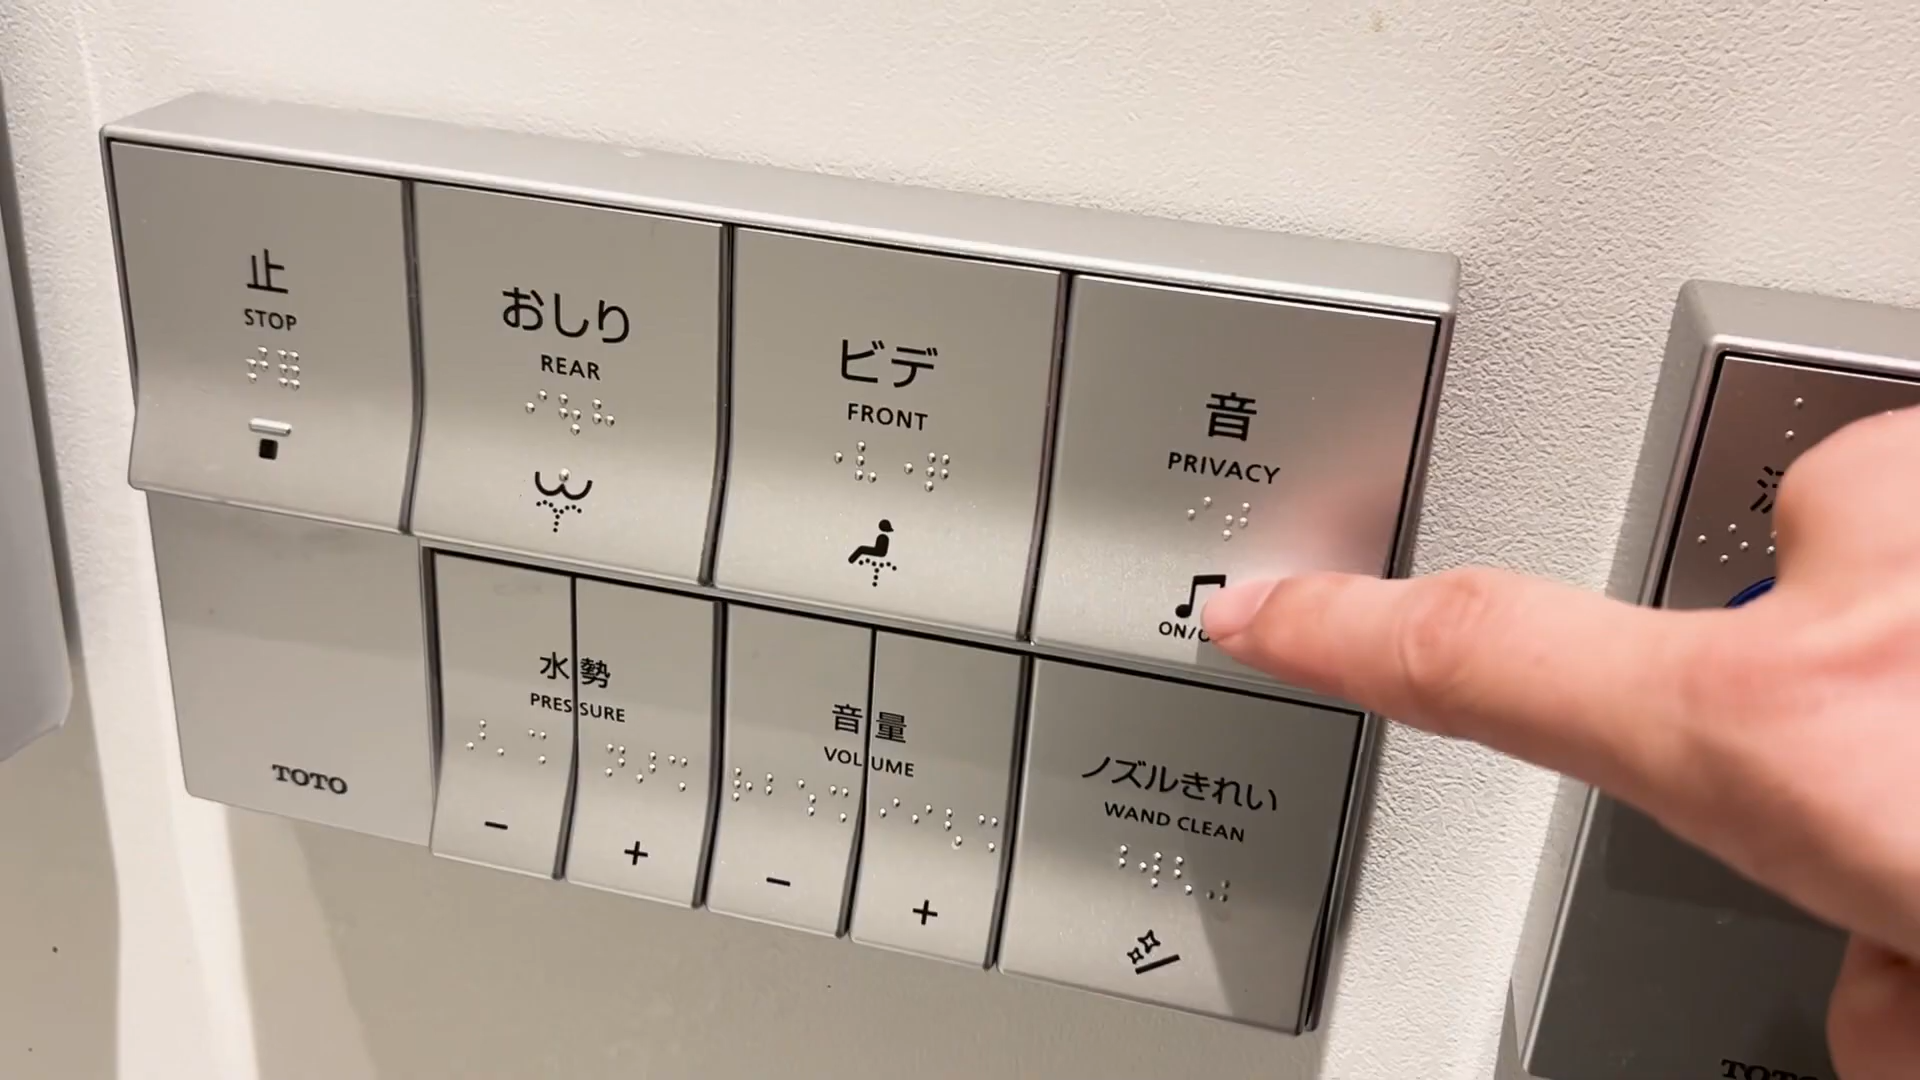 止
STOP
おしり
REAR
ビデ
FRONT
音
PRIVACY
水勢
PRESSURE
− +
音量
VOLUME
− +
ノズルきれい
WAND CLEAN
TOTO
TOTO